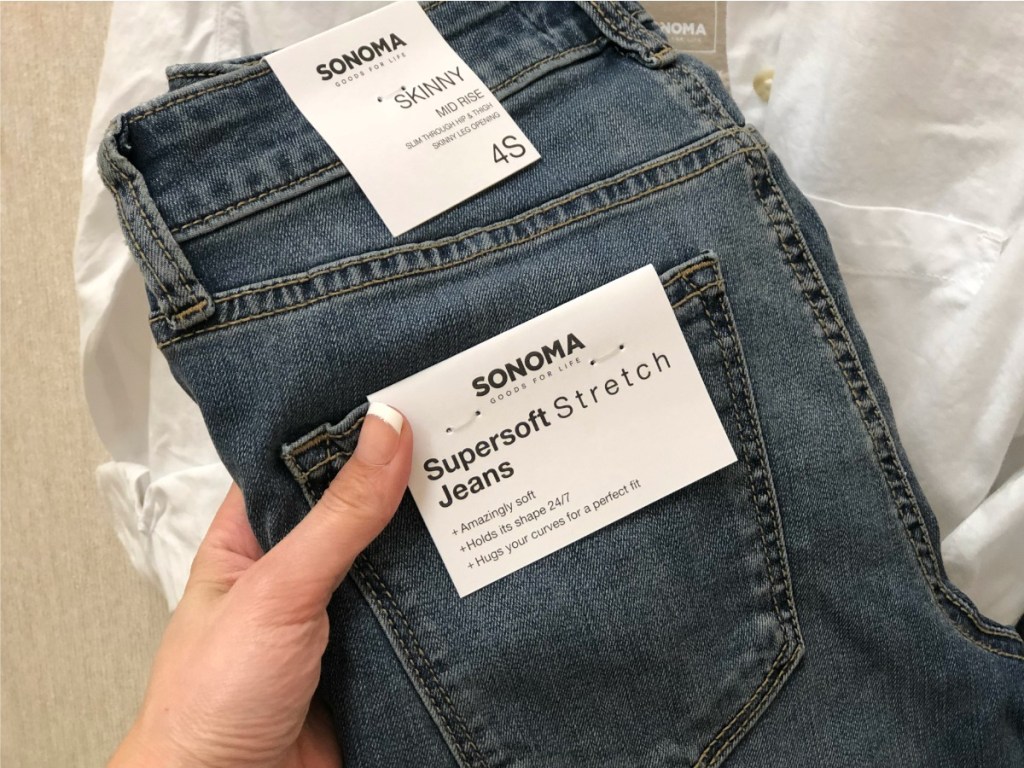 SONOMA
GOODS FOR LIFE
SKINNY
MID RISE
SLIM THROUGH HIP & THIGH
SKINNY LEG OPENING
4S
SONOMA
SONOMA
GOODS FOR LIFE
Supersoft Stretch
Jeans
+ Amazingly soft
+ Holds its shape 24/7
+ Hugs your curves for a perfect fit